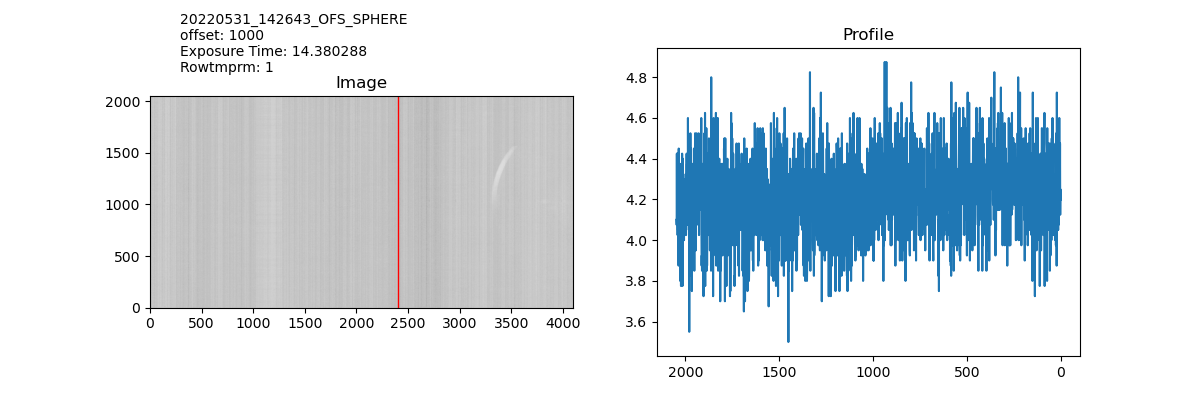 20220531_142643_OFS_SPHERE
offset: 1000
Exposure Time: 14.380288
Rowtmprm: 1
Image
Profile
2000
1500
1000
500
0
0 500 1000 1500 2000 2500 3000 3500 4000
4.8
4.6
4.4
4.2
4.0
3.8
3.6
2000 1500 1000 500 0